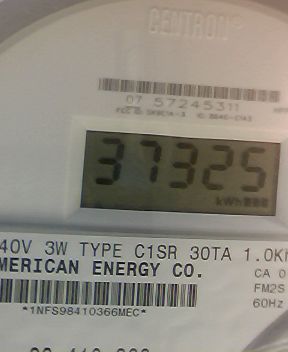 CENTRON®
07 57245311
37325
kWh
40V 3W TYPE C1SR 30TA 1.0K
MERICAN ENERGY CO.
CA 0
FM2S
*1NFS98410366MEC*
60Hz